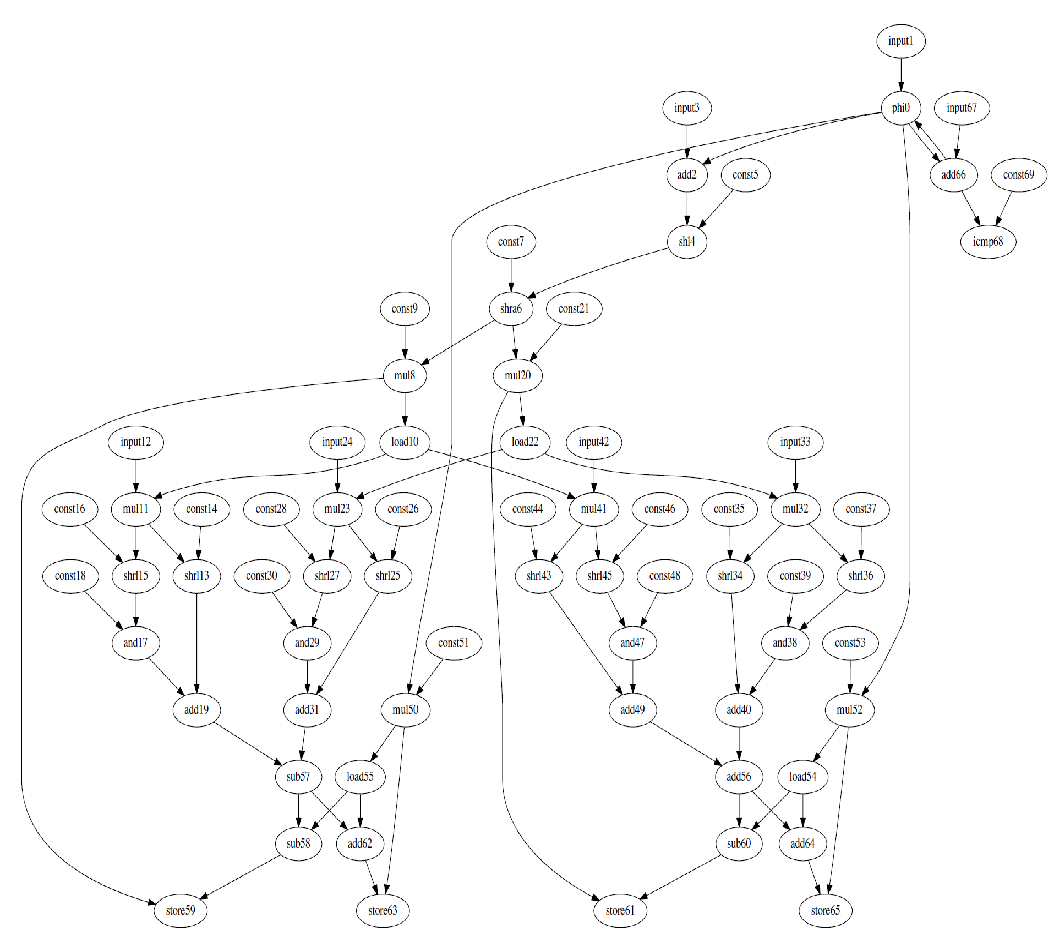 input1
input3 phi0 input67
add2 const5 add66 const69
const7 shl4 icmp68
const9 shra6 const21
mul8 mul20
input12 input24 load10 load22 input42 input33
const16 mul11 const14 const28 mul23 const26 const44 mul41 const46 const35 mul32 const37
const18 shrl15 shrl13 const30 shrl27 shrl25 shrl43 shrl45 const48 shrl34 const39 shrl36
and17 and29 const51 and47 and38 const53
add19 add31 mul50 add49 add40 mul52
sub57 load55 add56 load54
sub58 add62 sub60 add64
store59 store63 store61 store65